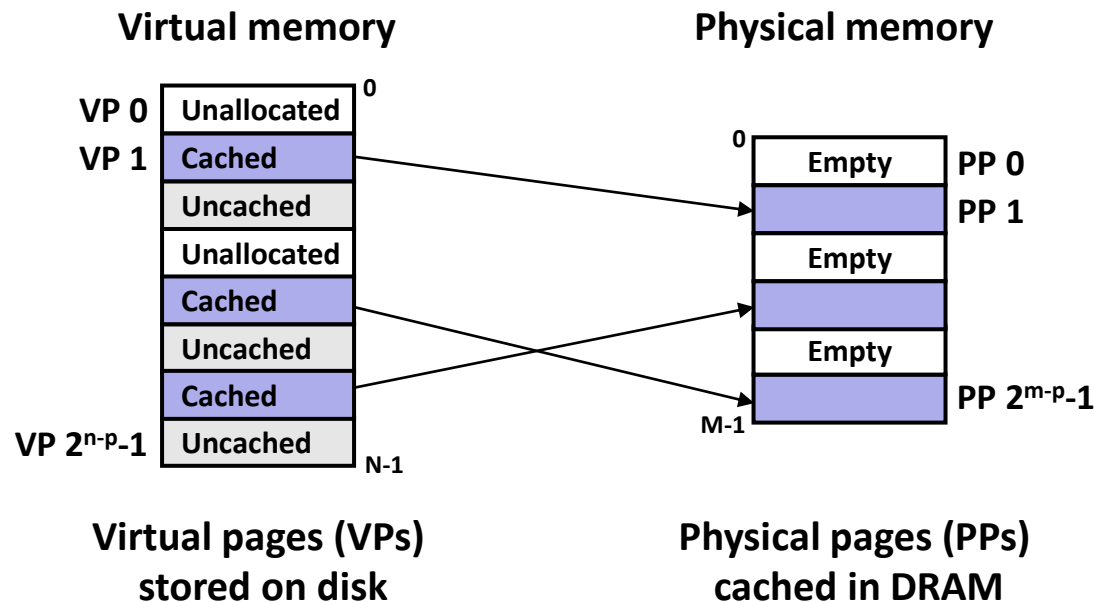 Virtual memory
Physical memory
0
VP 0
Unallocated
VP 1
Cached
Uncached
Unallocated
Cached
Uncached
Cached
VP 2^{n-p}-1
Uncached
N-1
0
Empty
PP 0
PP 1
Empty
Empty
PP 2^{m-p}-1
M-1
Virtual pages (VPs)
stored on disk
Physical pages (PPs)
cached in DRAM